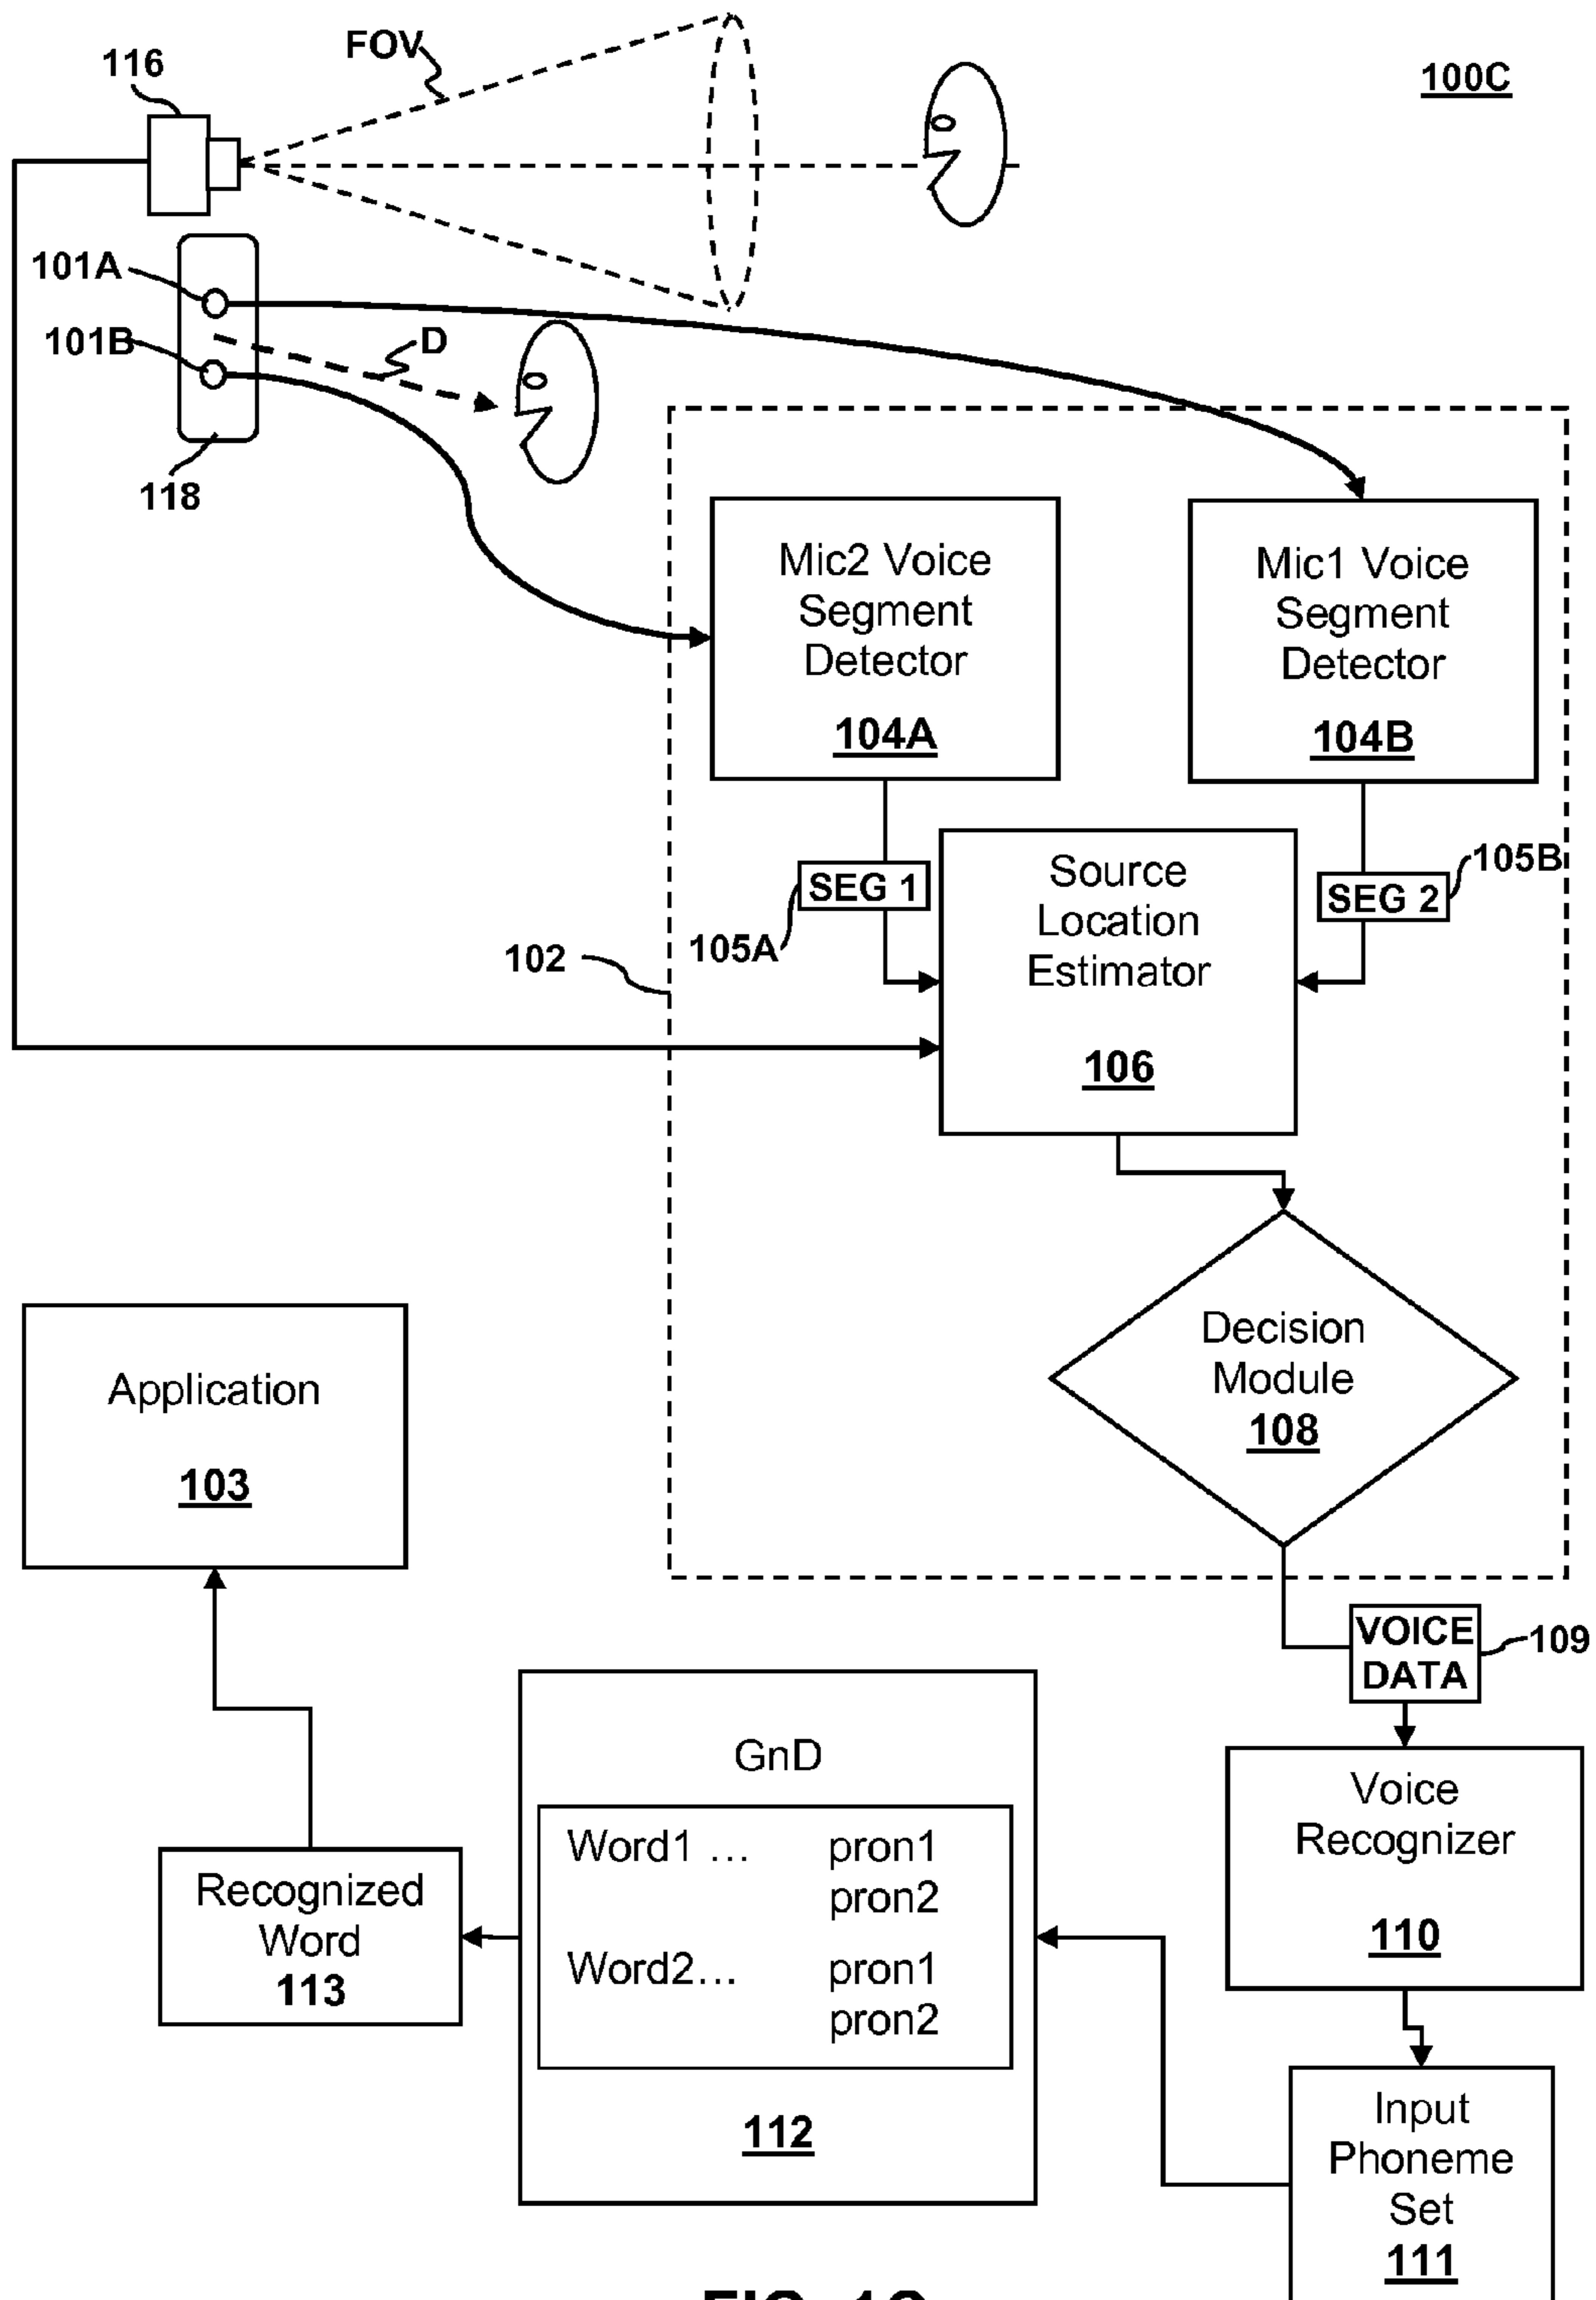 FOV
116
100C
101A
101B
D
118
Mic2 Voice
Segment
Detector
104A
Mic1 Voice
Segment
Detector
104B
SEG 1
105A
Source
Location
Estimator
106
SEG 2
105B
102
Decision
Module
108
Application
103
VOICE
DATA
109
GnD
Word1 ... pron1
pron2
Word2... pron1
pron2
112
Voice
Recognizer
110
Recognized
Word
113
Input
Phoneme
Set
111